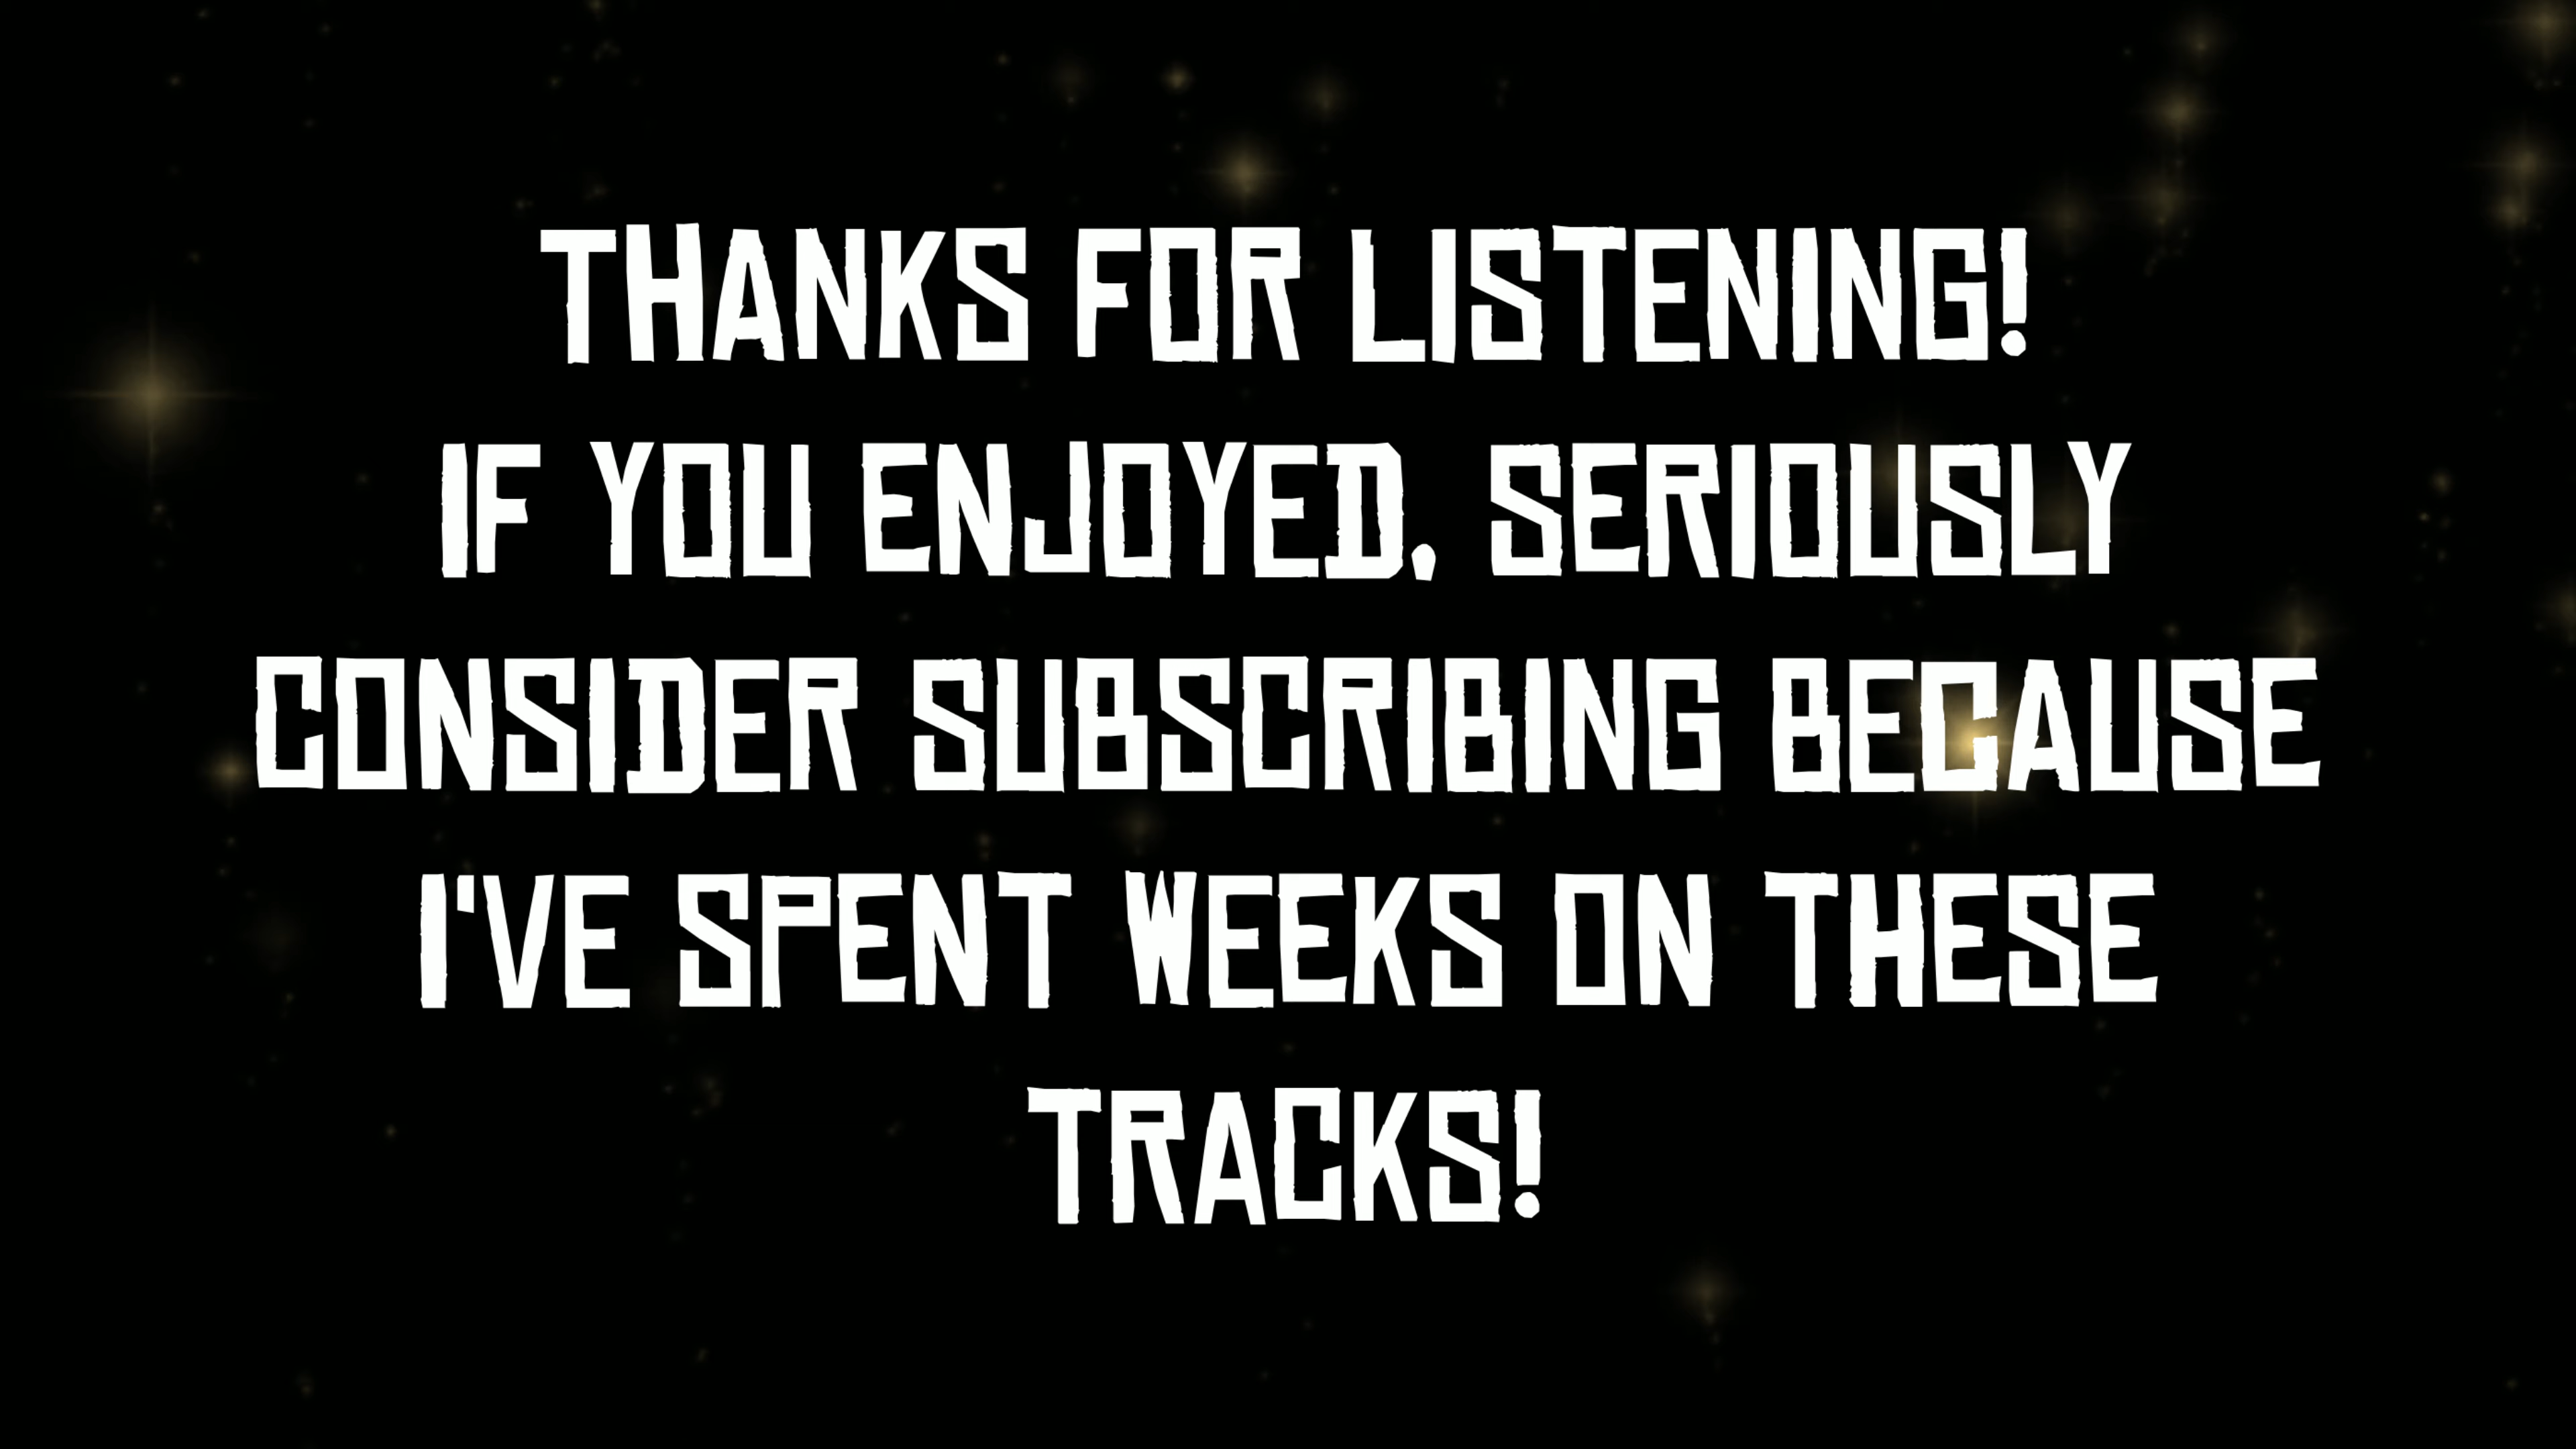 THANKS FOR LISTENING!
IF YOU ENJOYED, SERIOUSLY
CONSIDER SUBSCRIBING BECAUSE
I'VE SPENT WEEKS ON THESE
TRACKS!